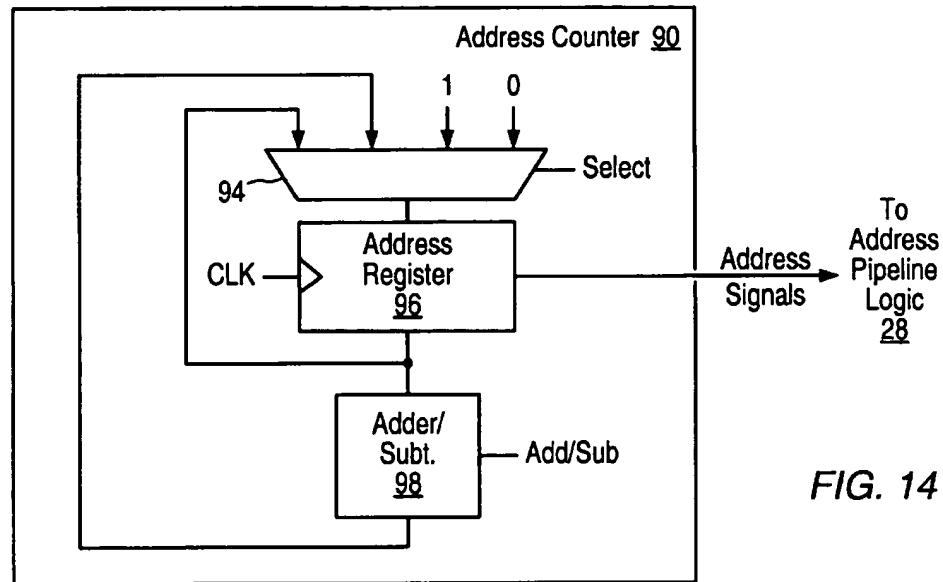 Address Counter 90
1 0
94
Select
Address
Register
96
CLK
Address
Signals
To
Address
Pipeline
Logic
28
Adder/
Subt.
98
Add/Sub
FIG. 14